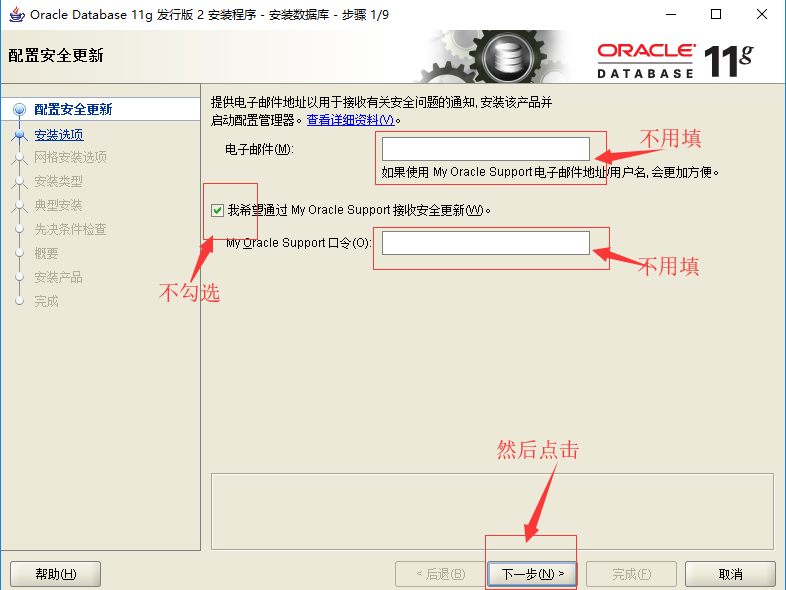 Oracle Database 11g 发行版 2 安装程序 - 安装数据库 - 步骤 1/9
配置安全更新
ORACLE
DATABASE
11g
配置安全更新
安装选项
网格安装选项
安装类型
典型安装
先决条件检查
概要
安装产品
完成
提供电子邮件地址以用于接收有关安全问题的通知, 安装该产品并
启动配置管理器。查看详细资料(V)。
电子邮件(M):
不用填
如果使用 My Oracle Support 电子邮件地址/用户名, 会更加方便。
我希望通过 My Oracle Support 接收安全更新(W)。
My Oracle Support 口令(O):
不用填
不勾选
然后点击
帮助(H)
< 后退(B)
下一步(N) >
完成(F)
取消